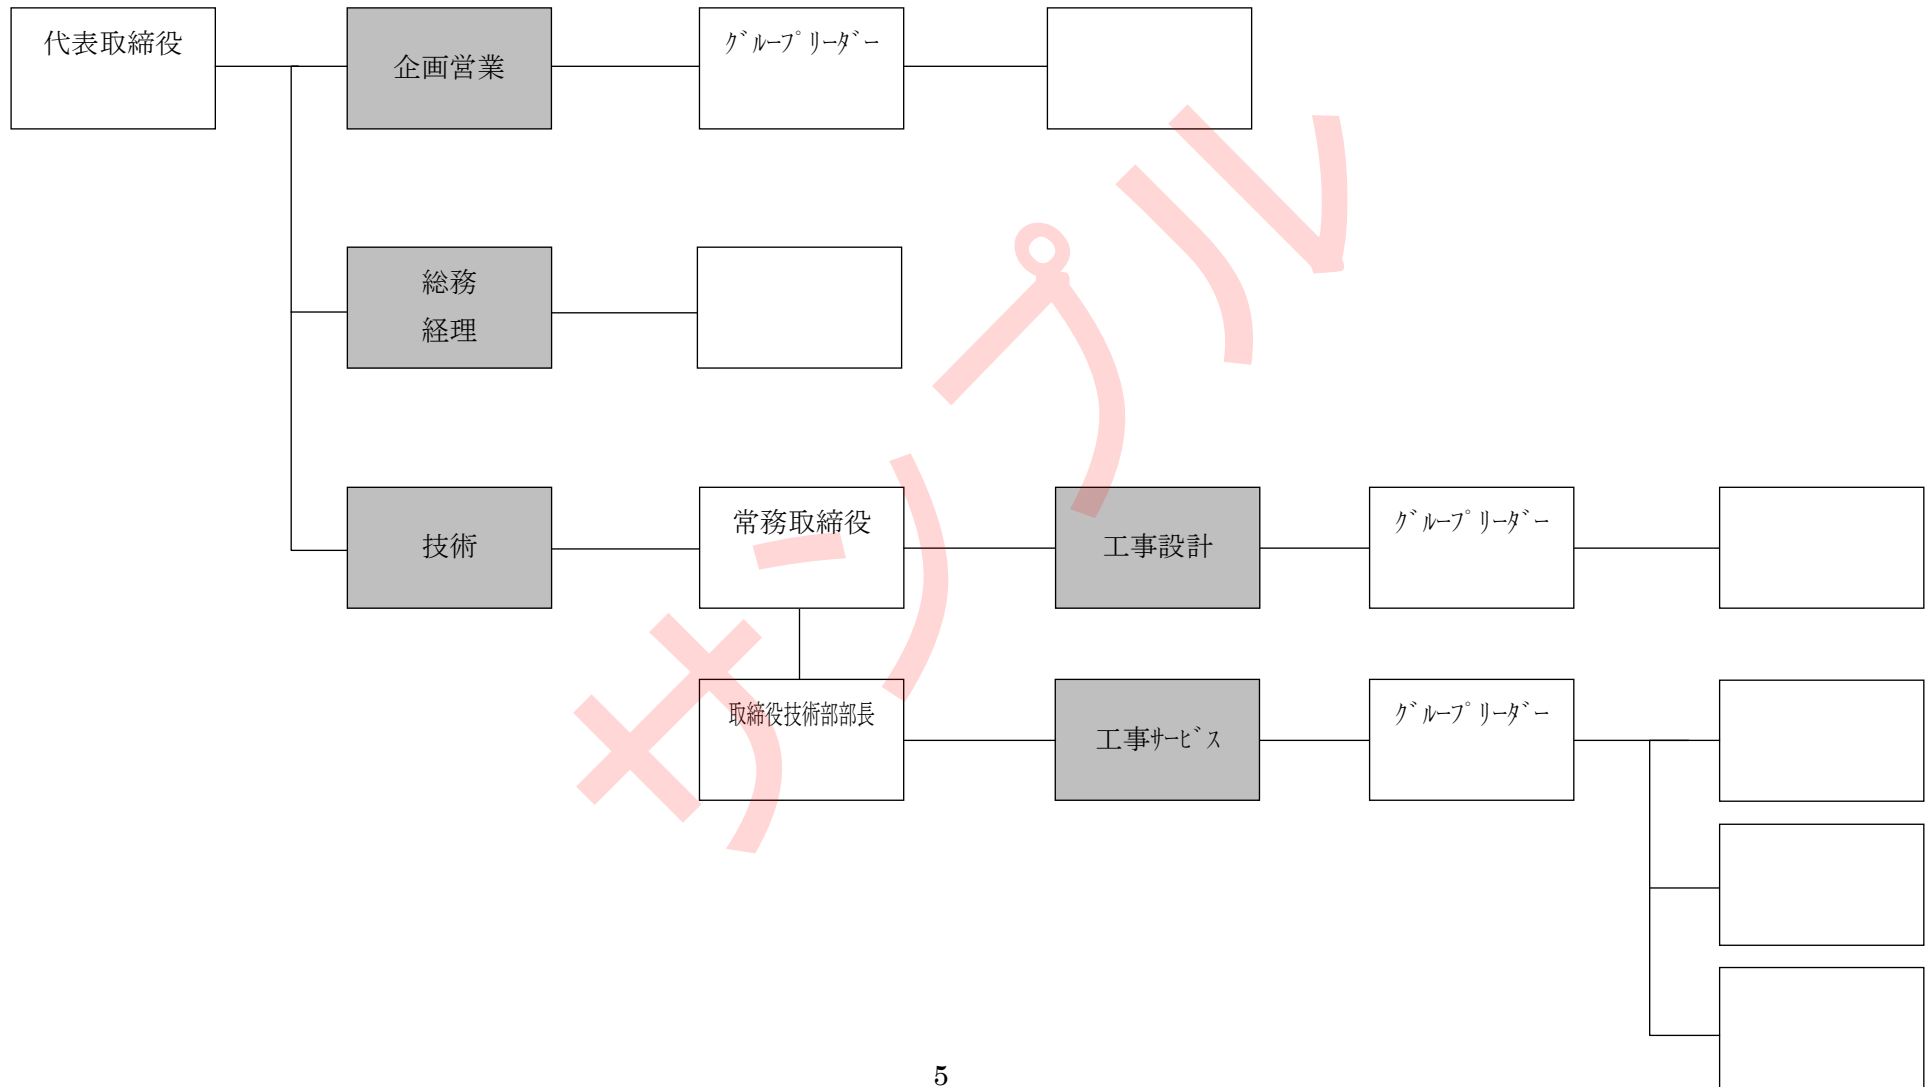 代表取締役
企画営業
グループリーダー
総務
経理
技術
常務取締役
工事設計
グループリーダー
取締役技術部部長
工事サービス
グループリーダー
サンプル
5